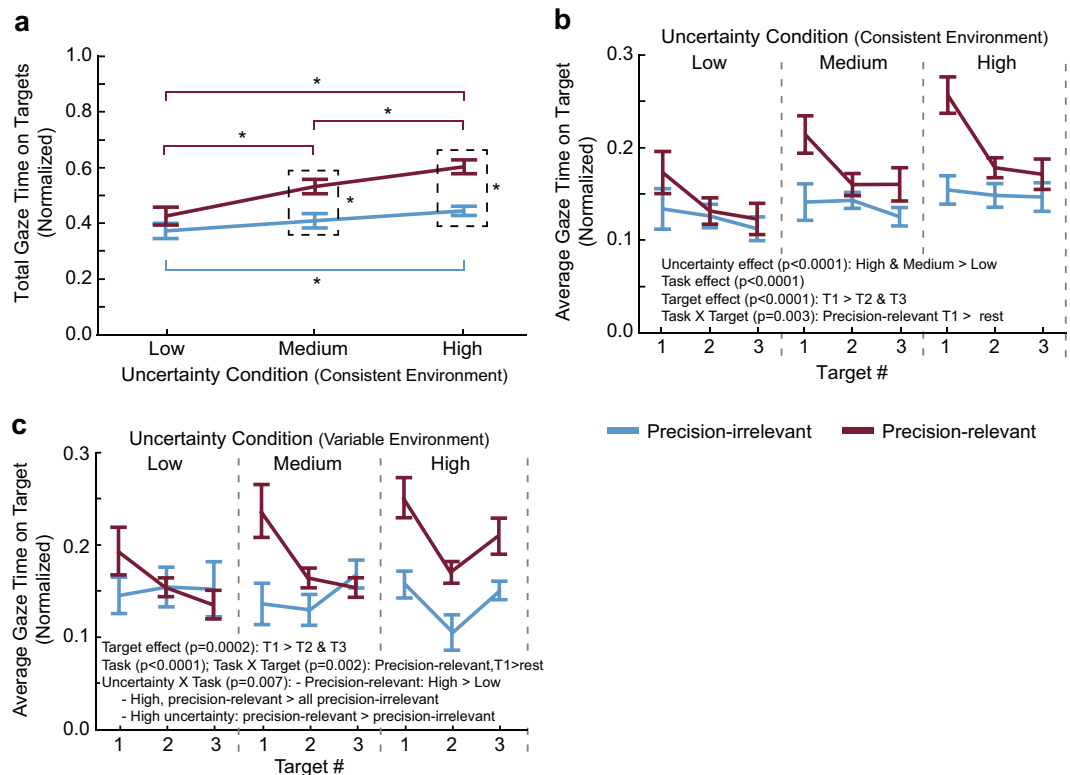 a
Total Gaze Time on Targets
(Normalized)
1.0
0.8
0.6
0.4
0.2
0.0
*
*
*
*
*
*
Low Medium High
Uncertainty Condition (Consistent Environment)
b
Uncertainty Condition (Consistent Environment)
Low Medium High
Average Gaze Time on Target
(Normalized)
0.3
0.2
0.1
0.0
Uncertainty effect (p<0.0001): High & Medium > Low
Task effect (p<0.0001)
Target effect (p<0.0001): T1 > T2 & T3
Task X Target (p=0.003): Precision-relevant T1 > rest
1 2 3 1 2 3 1 2 3
Target #
Precision-irrelevant Precision-relevant
c
Uncertainty Condition (Variable Environment)
Low Medium High
Average Gaze Time on Target
(Normalized)
0.3
0.2
0.1
0.0
Target effect (p=0.0002): T1 > T2 & T3
Task (p<0.0001); Task X Target (p=0.002): Precision-relevant,T1>rest
Uncertainty X Task (p=0.007): - Precision-relevant: High > Low
- High, precision-relevant > all precision-irrelevant
- High uncertainty: precision-relevant > precision-irrelevant
1 2 3 1 2 3 1 2 3
Target #